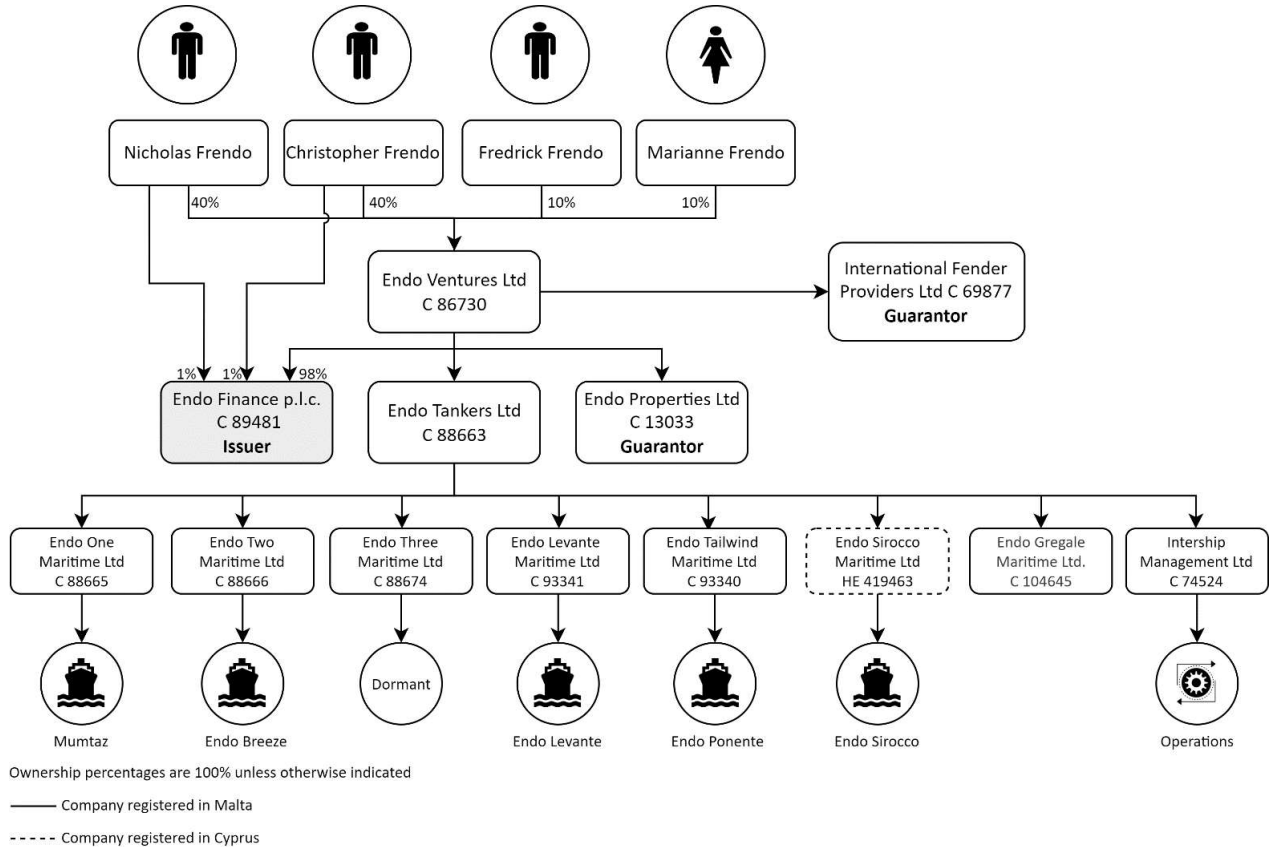 Nicholas Frendo
Christopher Frendo
Fredrick Frendo
Marianne Frendo
40%
40%
10%
10%
Endo Ventures Ltd
C 86730
International Fender
Providers Ltd C 69877
Guarantor
1%
1%
98%
Endo Finance p.l.c.
C 89481
Issuer
Endo Tankers Ltd
C 88663
Endo Properties Ltd
C 13033
Guarantor
Endo One
Maritime Ltd
C 88665
Endo Two
Maritime Ltd
C 88666
Endo Three
Maritime Ltd
C 88674
Endo Levante
Maritime Ltd
C 93341
Endo Tailwind
Maritime Ltd
C 93340
Endo Sirocco
Maritime Ltd
HE 419463
Endo Gregale
Maritime Ltd.
C 104645
Intership
Management Ltd
C 74524
Dormant
Mumtaz
Endo Breeze
Endo Levante
Endo Ponente
Endo Sirocco
Operations
Ownership percentages are 100% unless otherwise indicated
Company registered in Malta
Company registered in Cyprus